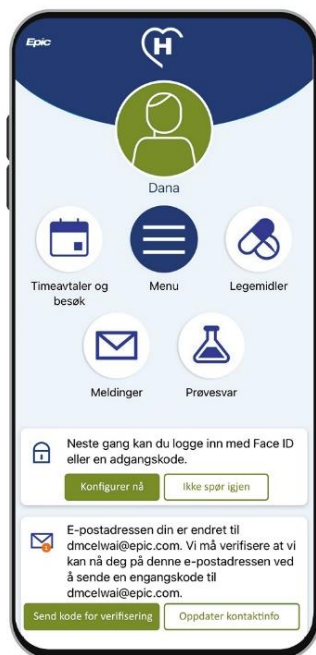 Epic
H
Dana
Timeavtaler og
besøk
Menu
Legemidler
Meldinger
Prøvesvar
Neste gang kan du logge inn med Face ID
eller en adgangskode.
Konfigurer nå
Ikke spør igjen
E-postadressen din er endret til
dmcelwai@epic.com. Vi må verifisere at vi
kan nå deg på denne e-postadressen ved
å sende en engangskode til
dmcelwai@epic.com.
Send kode for verifisering
Oppdater kontaktinfo